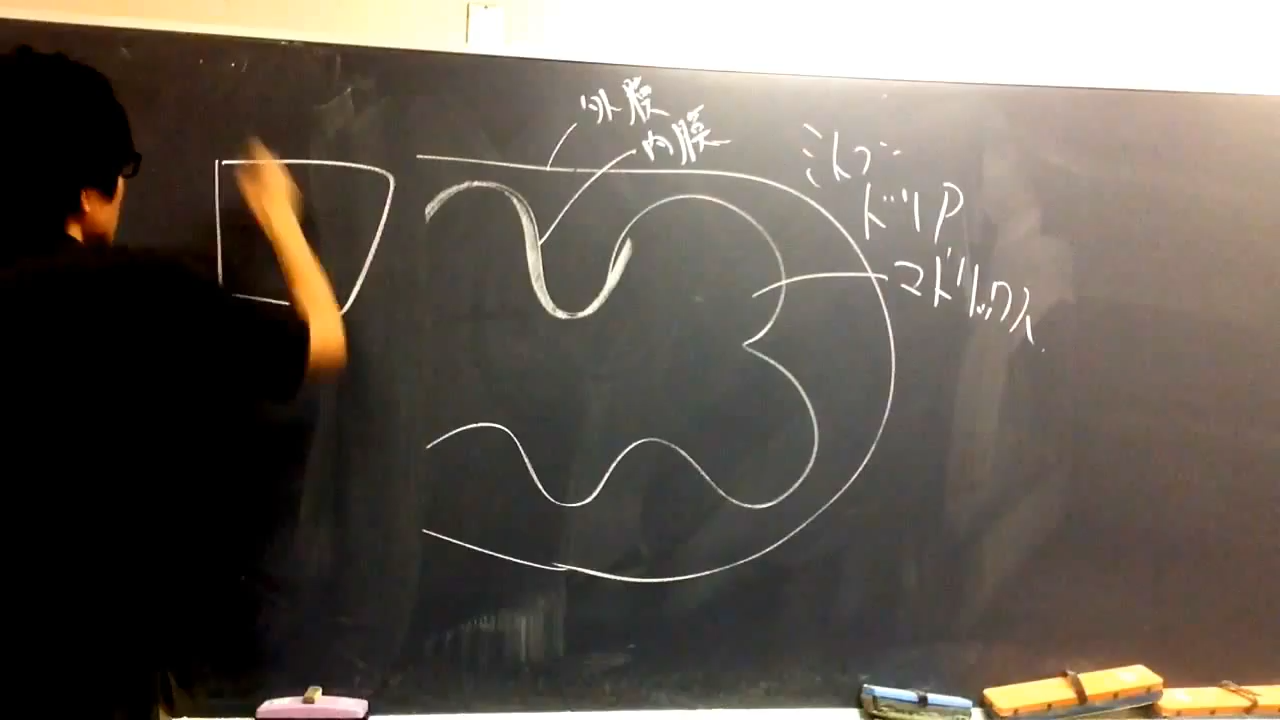 外膜
内膜
ミトコン
ドリア
マトリックス